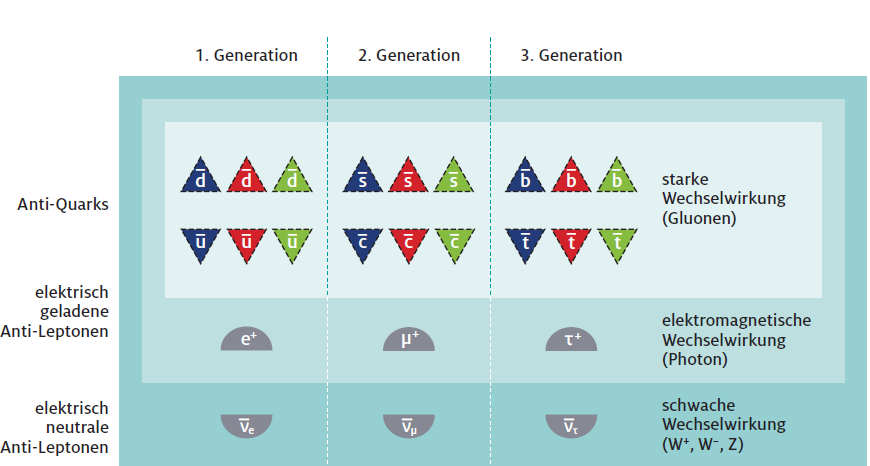 1. Generation 2. Generation 3. Generation
d̅ d̅ d̅ s̅ s̅ s̅ b̅ b̅ b̅
starke
Wechselwirkung
(Gluonen)
Anti-Quarks
u̅ u̅ u̅ c̅ c̅ c̅ t̅ t̅ t̅
elektrisch
geladene
Anti-Leptonen
e⁺ μ⁺ τ⁺
elektromagnetische
Wechselwirkung
(Photon)
elektrisch
neutrale
Anti-Leptonen
ν̅e ν̅μ ν̅τ
schwache
Wechselwirkung
(W⁺, W⁻, Z)